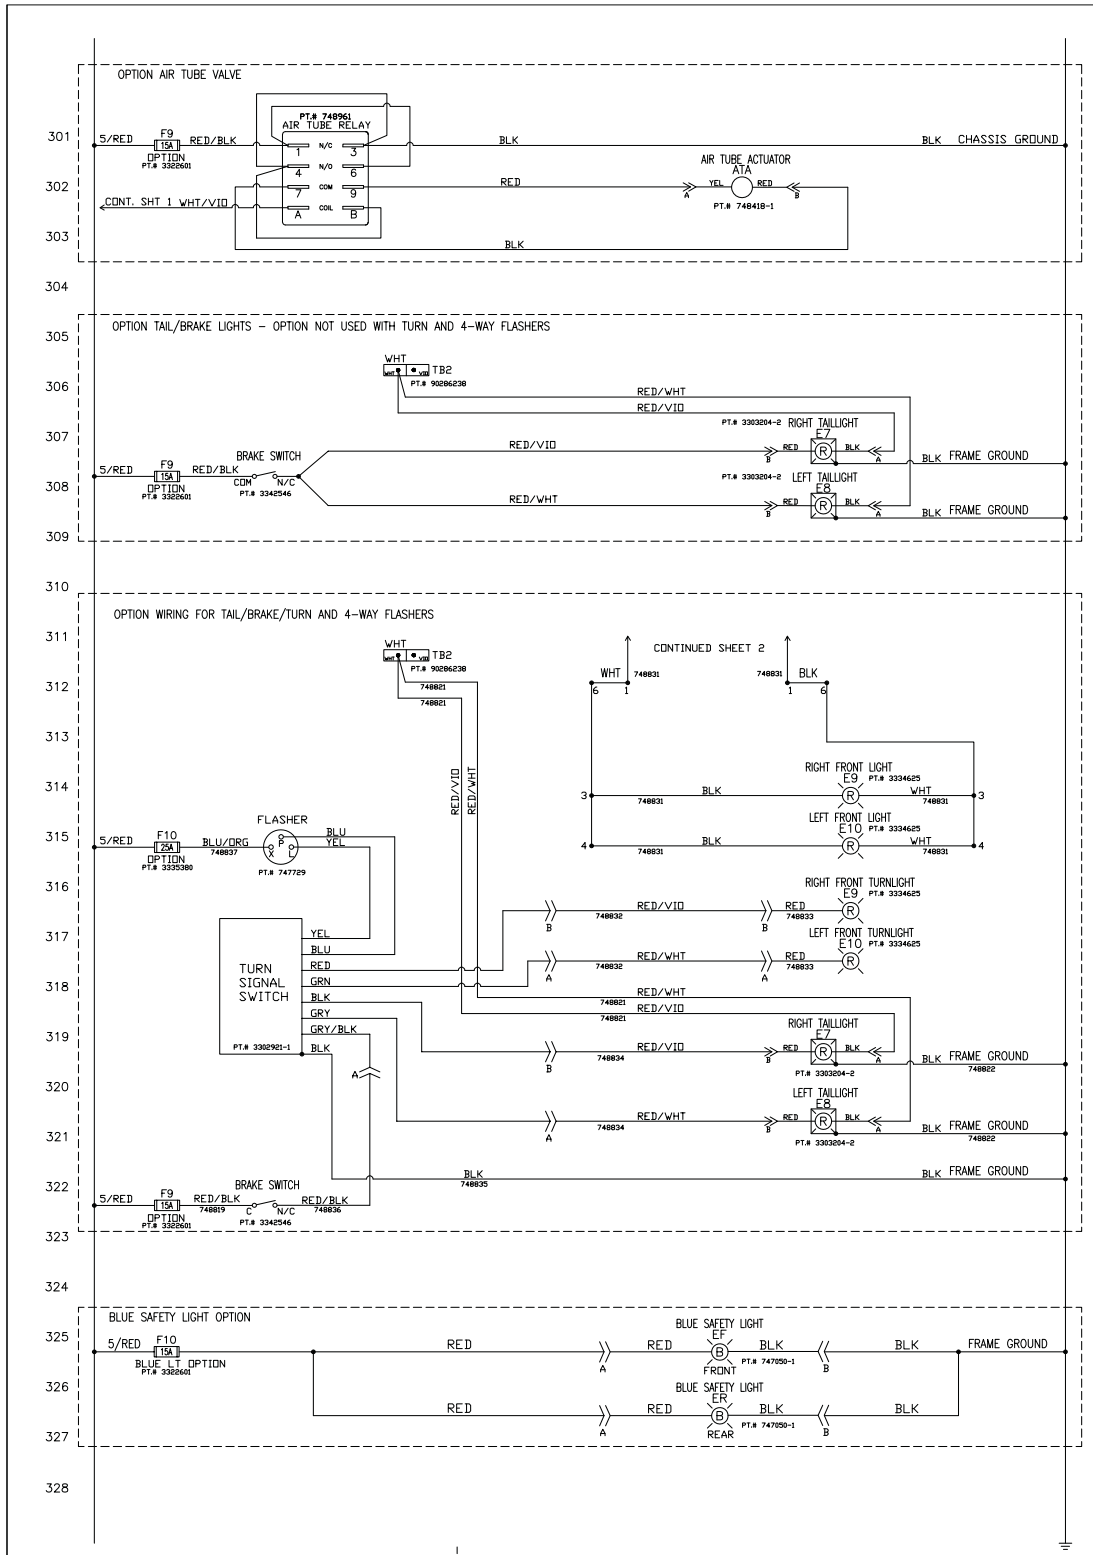 OPTION AIR TUBE VALVE
PT.# 748961
AIR TUBE RELAY
301
5/RED
F9
15A
OPTION
PT.# 3322601
RED/BLK
1
N/C
3
BLK
BLK
CHASSIS GROUND
4
N/O
6
302
7
COM
9
RED
A
AIR TUBE ACTUATOR
ATA
YEL
RED
B
PT.# 748418-1
CONT. SHT 1
WHT/VIO
A
COIL
B
303
BLK
304
305
OPTION TAIL/BRAKE LIGHTS - OPTION NOT USED WITH TURN AND 4-WAY FLASHERS
306
WHT
WHT
VIO
TB2
PT.# 90286238
RED/WHT
RED/VIO
307
PT.# 3303204-2
RIGHT TAILLIGHT
E7
RED/VIO
B
RED
R
BLK
A
BLK
FRAME GROUND
308
5/RED
F9
15A
OPTION
PT.# 3322601
RED/BLK
BRAKE SWITCH
COM
N/C
PT.# 3342546
PT.# 3303204-2
LEFT TAILLIGHT
E8
RED/WHT
B
RED
R
BLK
A
BLK
FRAME GROUND
309
310
OPTION WIRING FOR TAIL/BRAKE/TURN AND 4-WAY FLASHERS
311
WHT
WHT
VIO
TB2
PT.# 90286238
748821
748821
CONTINUED SHEET 2
312
WHT
748831
6
1
748831
BLK
1
6
313
RED/VIO
RED/WHT
314
RIGHT FRONT LIGHT
E9
PT.# 3334625
3
BLK
748831
R
WHT
748831
3
315
LEFT FRONT LIGHT
E10
PT.# 3334625
4
BLK
748831
R
WHT
748831
4
5/RED
F10
25A
OPTION
PT.# 3335380
BLU/ORG
748837
FLASHER
P
X
L
PT.# 747729
BLU
YEL
316
RIGHT FRONT TURNLIGHT
E9
PT.# 3334625
B
RED/VIO
748832
B
RED
748833
R
317
LEFT FRONT TURNLIGHT
E10
PT.# 3334625
A
RED/WHT
748832
A
RED
748833
R
318
TURN
SIGNAL
SWITCH
PT.# 3302921-1
YEL
BLU
RED
GRN
BLK
GRY
GRY/BLK
BLK
A
RED/WHT
748821
RED/VIO
748821
319
RIGHT TAILLIGHT
E7
B
RED/VIO
748834
B
RED
R
BLK
A
BLK
FRAME GROUND
748822
PT.# 3303204-2
320
LEFT TAILLIGHT
E8
A
RED/WHT
748834
B
RED
R
BLK
A
BLK
FRAME GROUND
748822
PT.# 3303204-2
321
322
BLK
748835
BLK
FRAME GROUND
5/RED
F9
15A
OPTION
PT.# 3322601
RED/BLK
748819
BRAKE SWITCH
C
N/C
PT.# 3342546
RED/BLK
748836
323
324
BLUE SAFETY LIGHT OPTION
325
5/RED
F10
15A
BLUE LT OPTION
PT.# 3322601
RED
A
RED
BLUE SAFETY LIGHT
EF
B
FRONT
BLK
PT.# 747050-1
B
BLK
FRAME GROUND
326
RED
A
RED
BLUE SAFETY LIGHT
ER
B
REAR
BLK
PT.# 747050-1
B
BLK
327
328